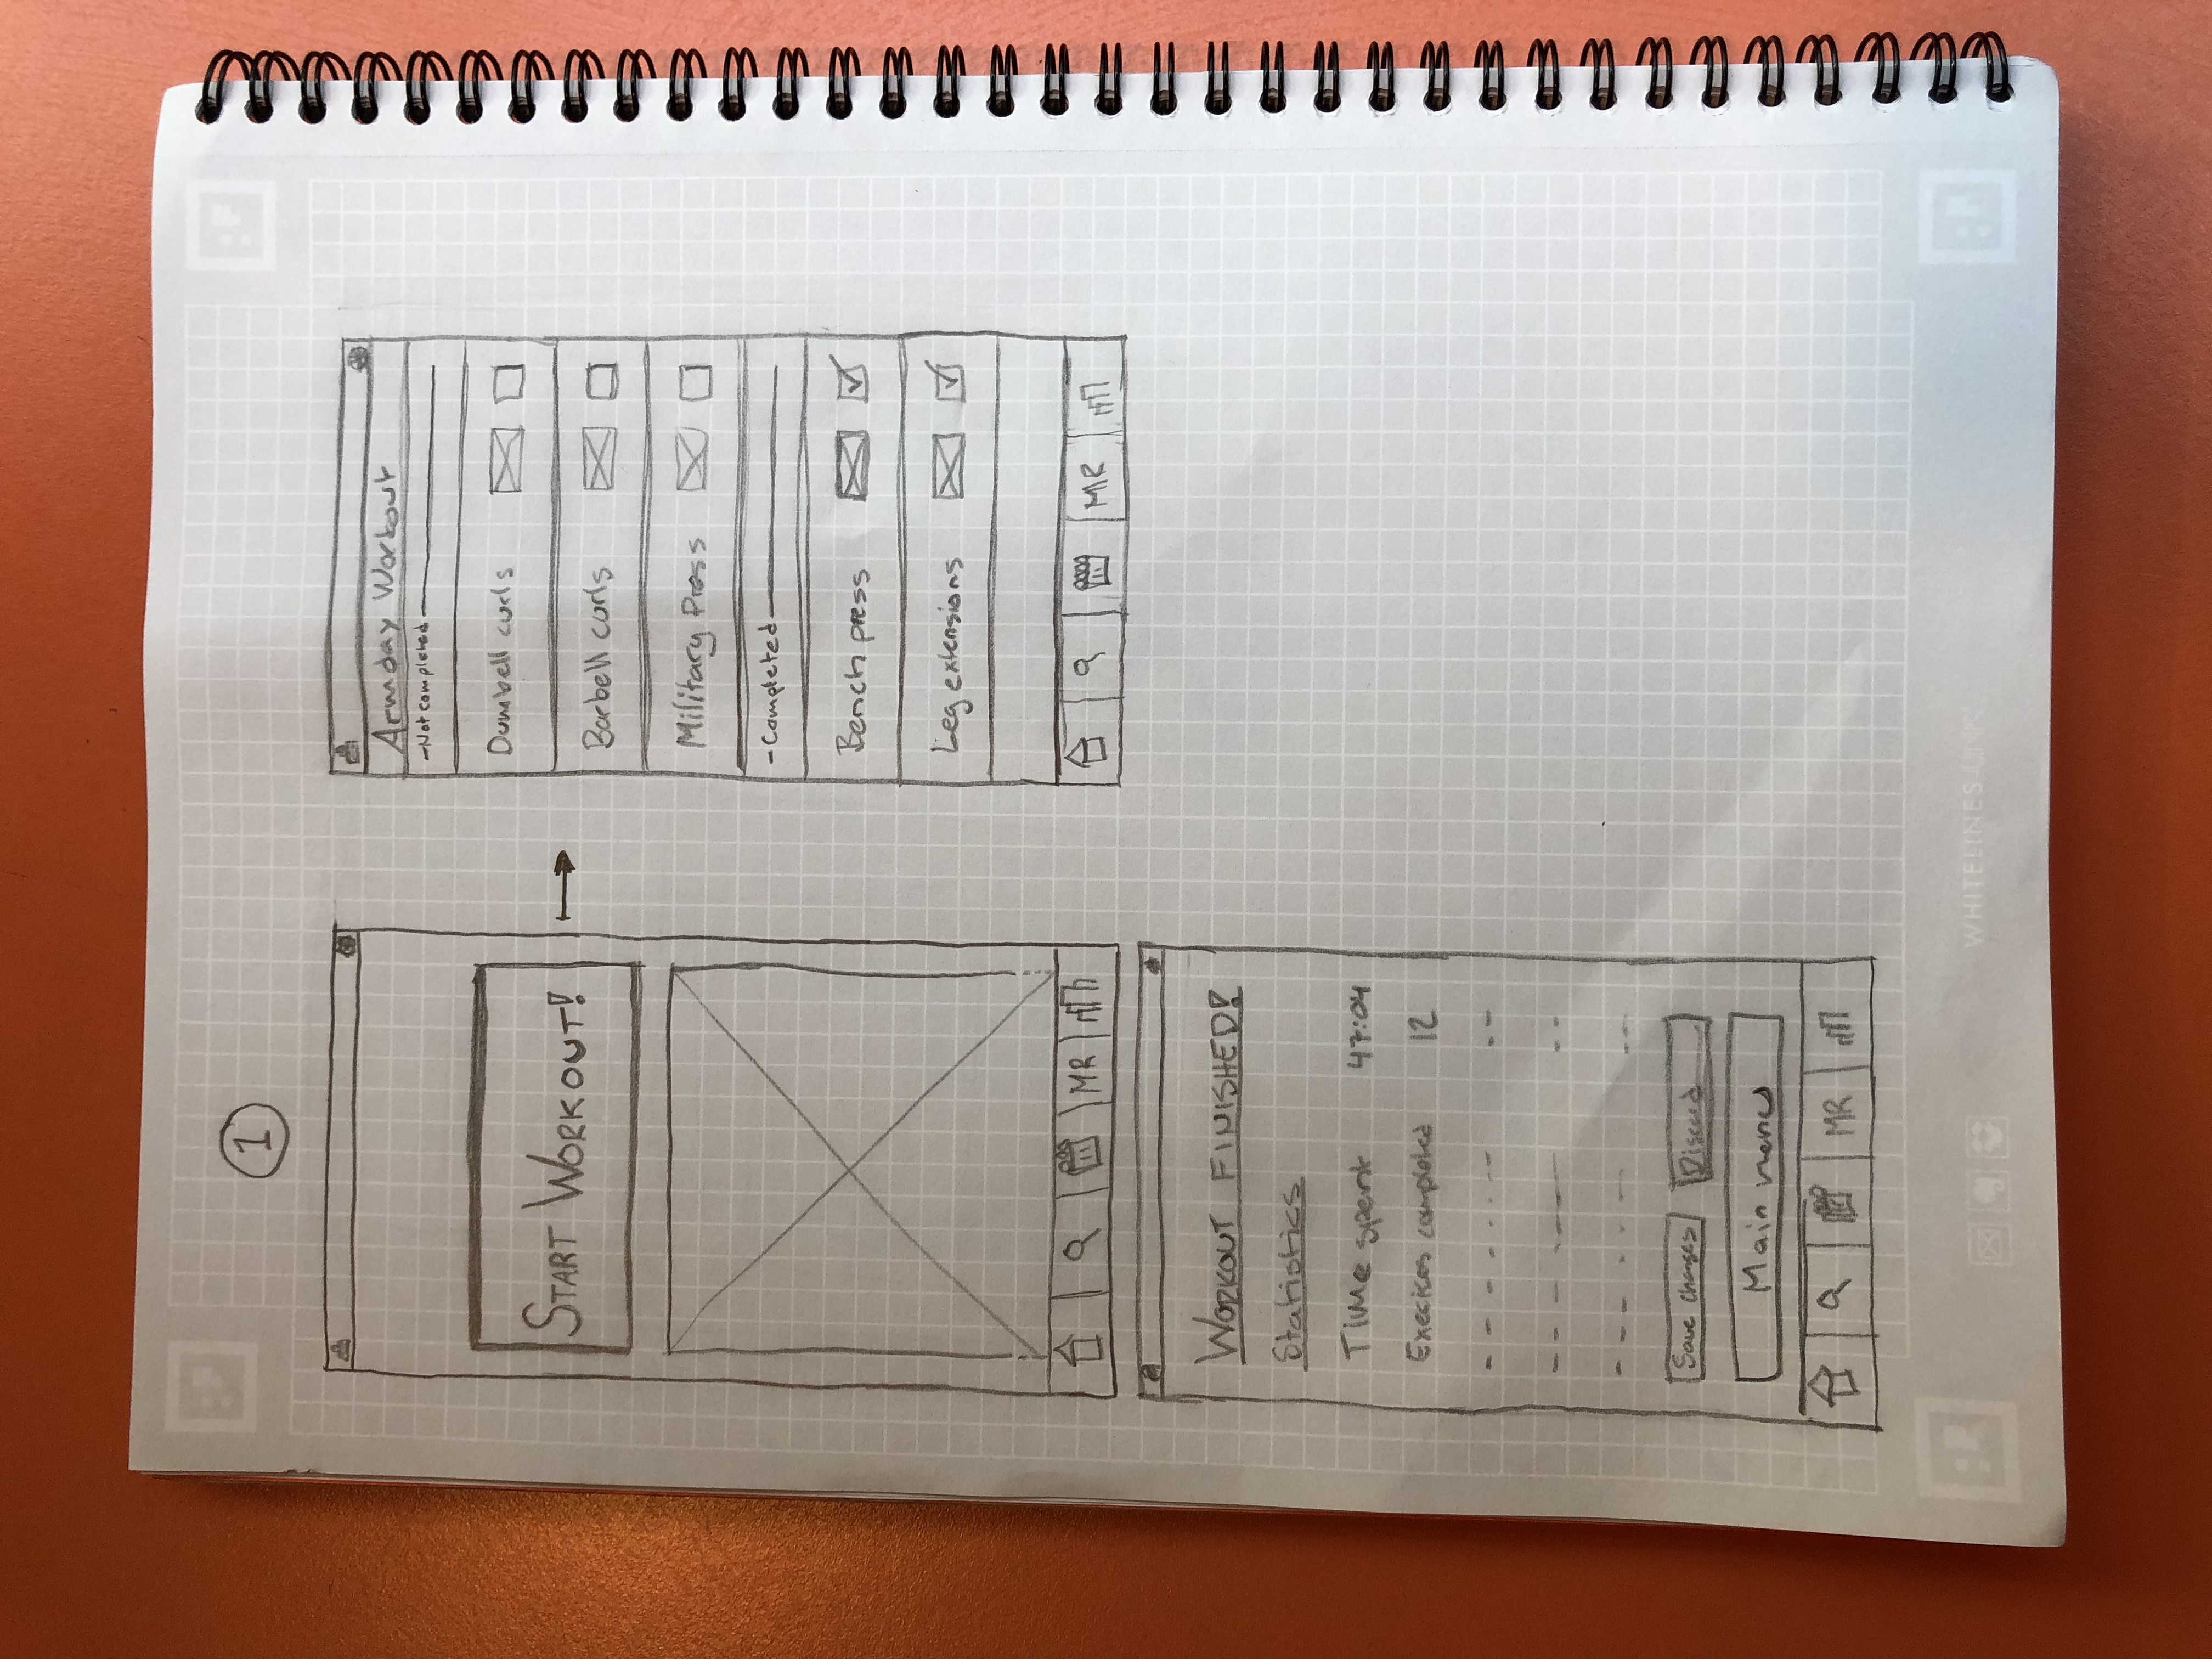 1
START WORKOUT!
MR
Armday Workout
-Not completed
Dumbell curls
Barbell curls
Military Press
-Completed
Bench press
Leg extensions
MR
WORKOUT FINISHED!
Statistics
Time spent 47:04
Execises completed 12
Save changes Discard
Main menu
MR
WHITELINES LINK